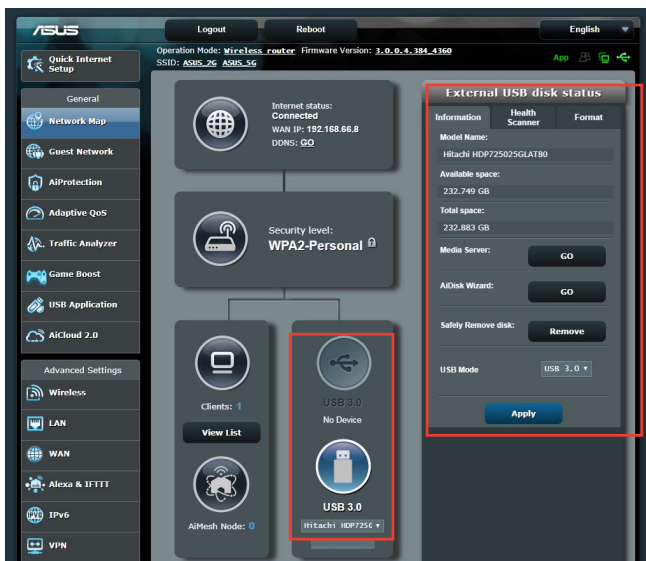 ASUS
Logout
Reboot
English
Quick Internet
Setup
Operation Mode: Wireless router Firmware Version: 3.0.0.4.384_4360
SSID: ASUS_2G ASUS_5G
App
General
Network Map
Guest Network
AiProtection
Adaptive QoS
Traffic Analyzer
Game Boost
USB Application
AiCloud 2.0
Advanced Settings
Wireless
LAN
WAN
Alexa & IFTTT
IPv6
VPN
Internet status:
Connected
WAN IP: 192.168.66.8
DDNS: GO
Security level:
WPA2-Personal
Clients: 1
View List
AiMesh Node: 0
USB 3.0
No Device
USB 3.0
Hitachi HDP725C
External USB disk status
Information
Health
Scanner
Format
Model Name:
Hitachi HDP725025GLAT80
Available space:
232.749 GB
Total space:
232.883 GB
Media Server:
GO
AiDisk Wizard:
GO
Safely Remove disk:
Remove
USB Mode
USB 3.0
Apply